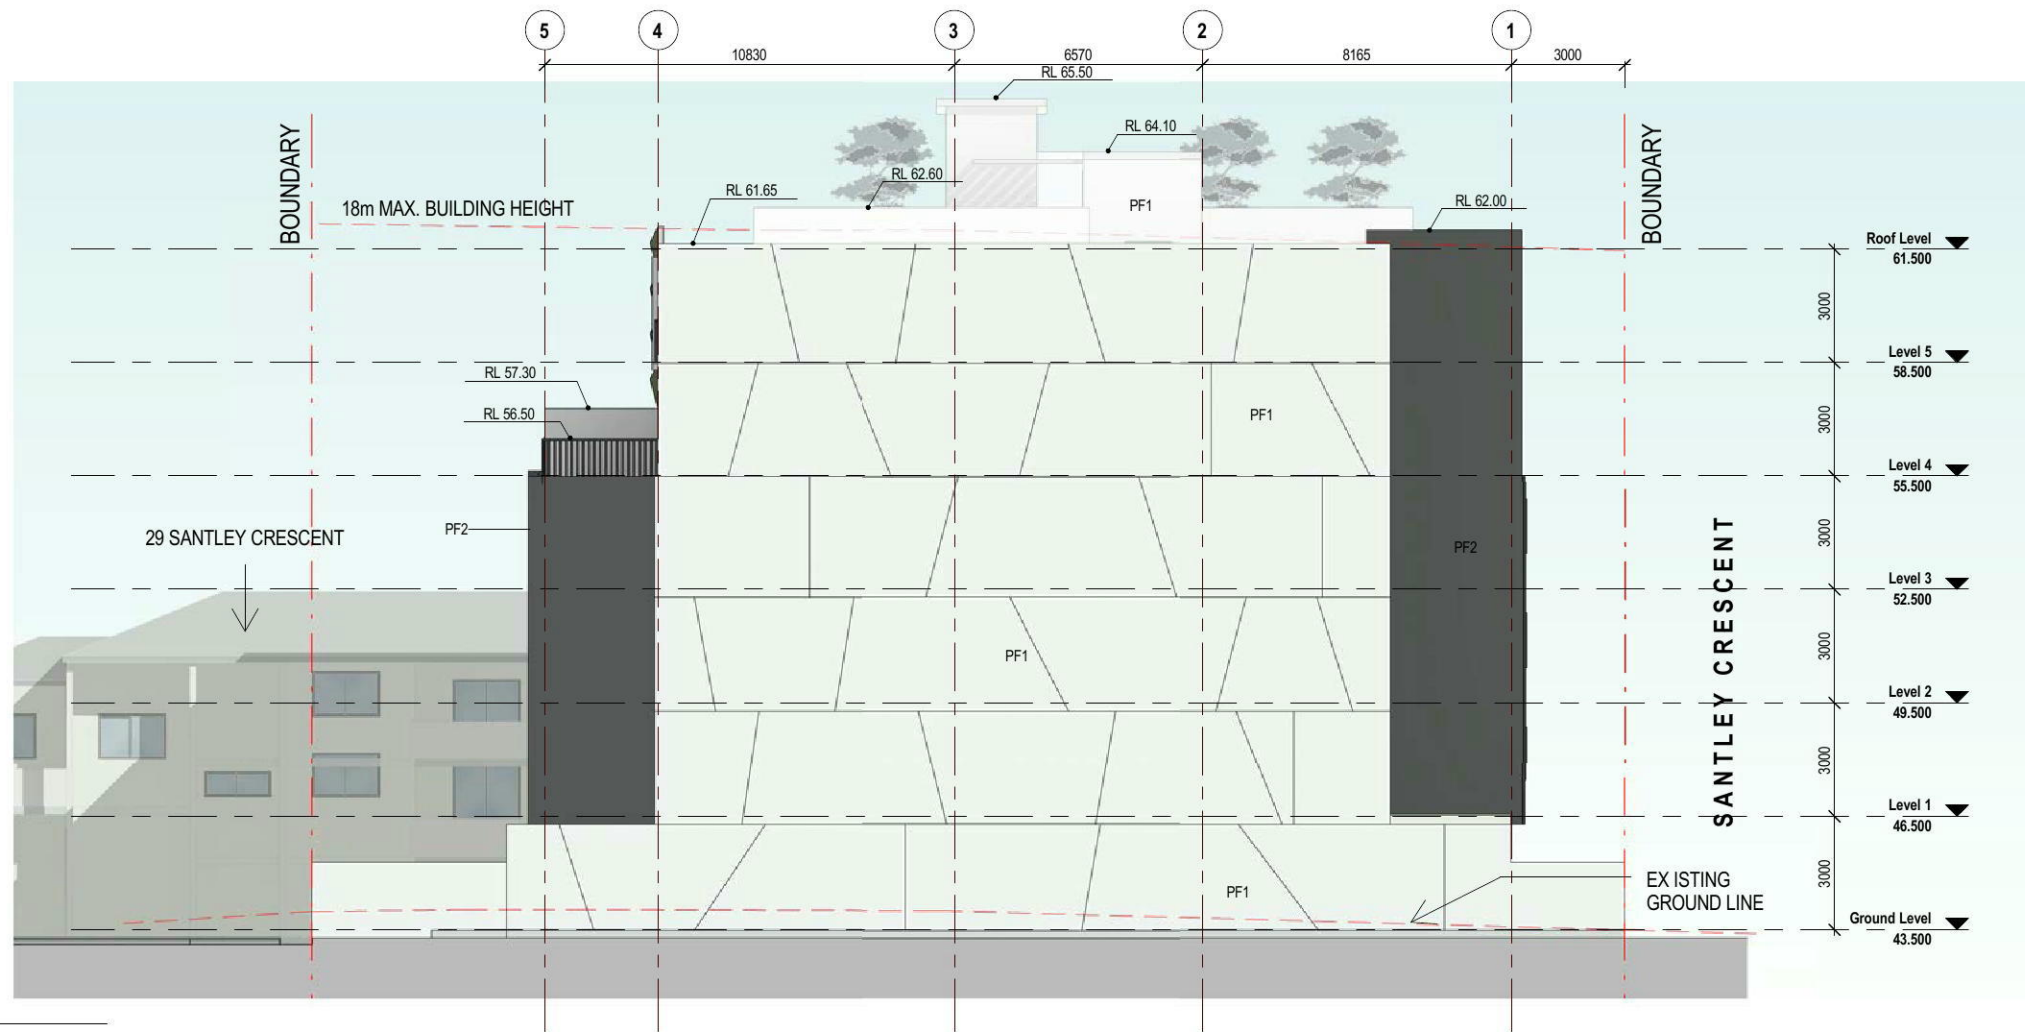 5
4
3
2
1
10830
6570
8165
3000
RL 65.50
RL 64.10
RL 62.60
RL 61.65
RL 62.00
BOUNDARY
BOUNDARY
18m MAX. BUILDING HEIGHT
PF1
Roof Level
61.500
3000
Level 5
58.500
RL 57.30
RL 56.50
PF1
3000
Level 4
55.500
PF2
29 SANTLEY CRESCENT
PF2
3000
Level 3
52.500
SANTLEY CRESCENT
PF1
3000
Level 2
49.500
3000
Level 1
46.500
PF1
EX ISTING
GROUND LINE
3000
Ground Level
43.500